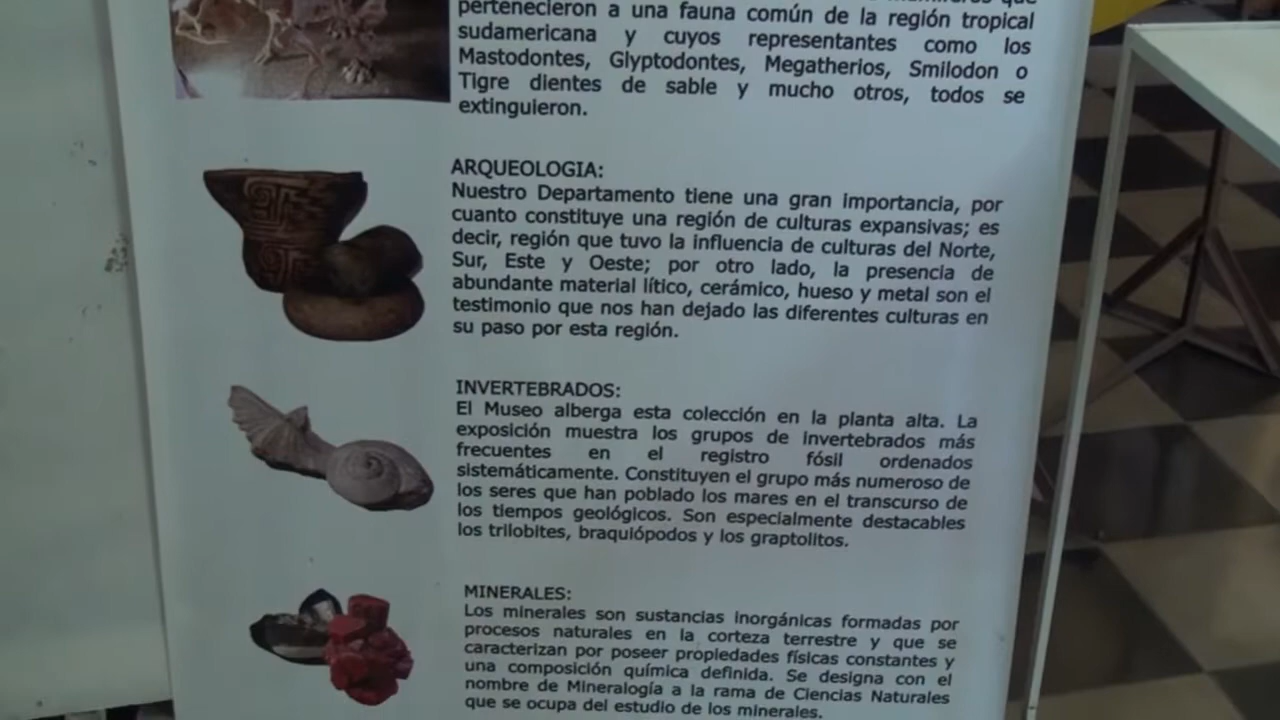 pertenecieron a una fauna común de la región tropical
sudamericana y cuyos representantes como los
Mastodontes, Glyptodontes, Megatherios, Smilodon o
Tigre dientes de sable y mucho otros, todos se
extinguieron.
ARQUEOLOGIA:
Nuestro Departamento tiene una gran importancia, por
cuanto constituye una región de culturas expansivas; es
decir, región que tuvo la influencia de culturas del Norte,
Sur, Este y Oeste; por otro lado, la presencia de
abundante material lítico, cerámico, hueso y metal son el
testimonio que nos han dejado las diferentes culturas en
su paso por esta región.
INVERTEBRADOS:
El Museo alberga esta colección en la planta alta. La
exposición muestra los grupos de invertebrados más
frecuentes en el registro fósil ordenados
sistemáticamente. Constituyen el grupo más numeroso de
los seres que han poblado los mares en el transcurso de
los tiempos geológicos. Son especialmente destacables
los trilobites, braquiópodos y los graptolitos.
MINERALES:
Los minerales son sustancias inorgánicas formadas por
procesos naturales en la corteza terrestre y que se
caracterizan por poseer propiedades físicas constantes y
una composición química definida. Se designa con el
nombre de Mineralogía a la rama de Ciencias Naturales
que se ocupa del estudio de los minerales.